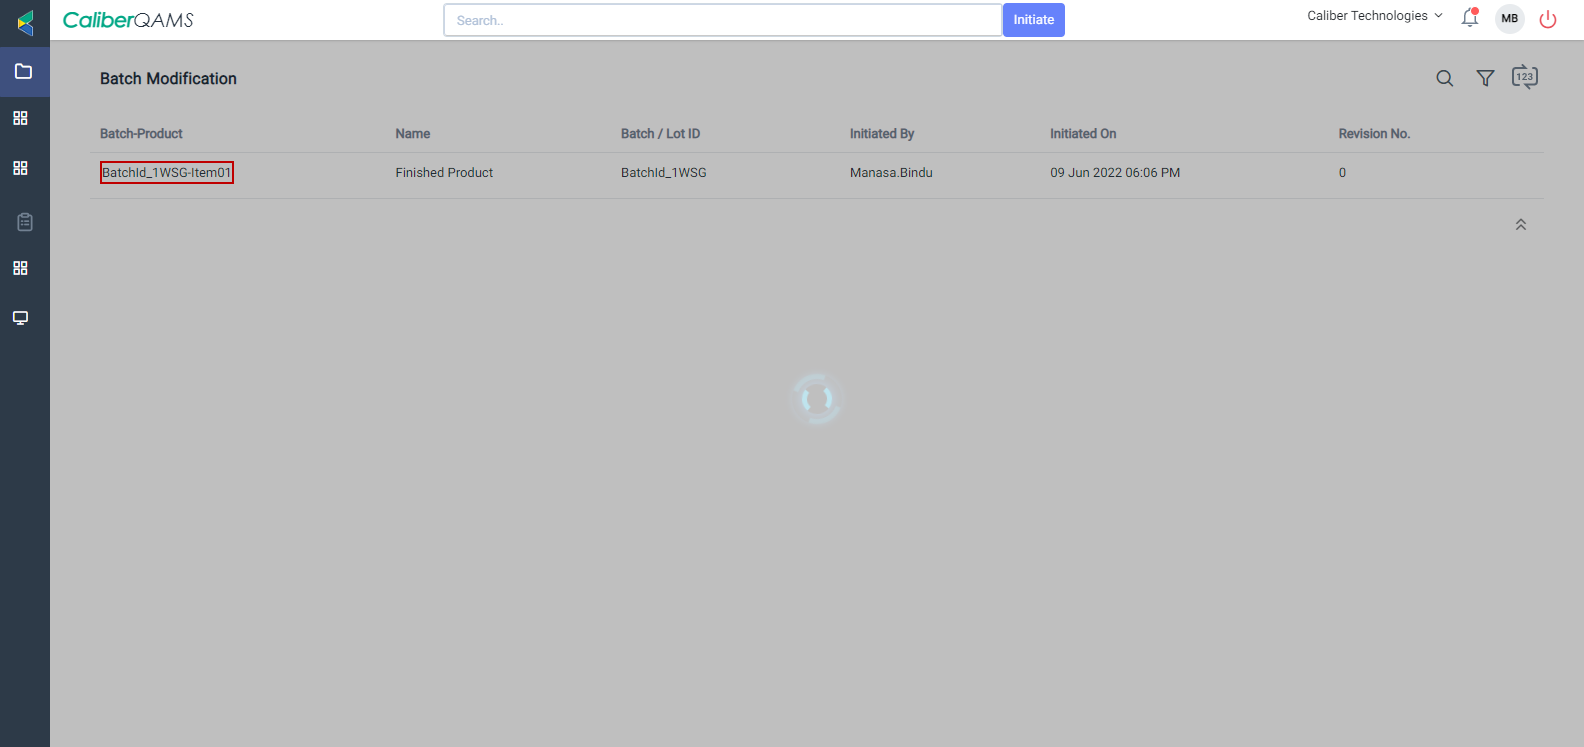 CaliberQAMS
Search..
Initiate
Caliber Technologies
MB
Batch Modification
123
Batch-Product Name Batch / Lot ID Initiated By Initiated On Revision No.
BatchId_1WSG-Item01 Finished Product BatchId_1WSG Manasa.Bindu 09 Jun 2022 06:06 PM 0